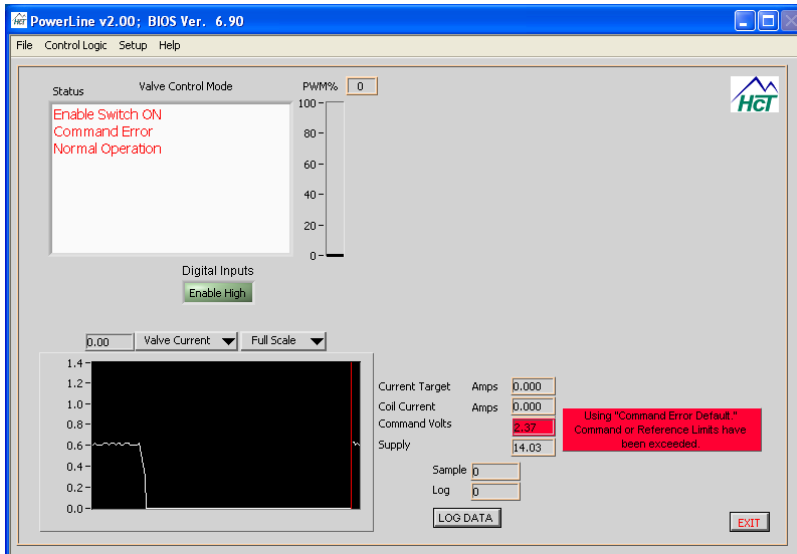 PowerLine v2.00; BIOS Ver. 6.90
File Control Logic Setup Help
Status Valve Control Mode PWM% 0
HCT
Enable Switch ON
Command Error
Normal Operation
100
80
60
40
20
0
Digital Inputs
Enable High
0.00 Valve Current Full Scale
1.4
1.2
1.0
0.8
0.6
0.4
0.2
0.0
Current Target Amps 0.000
Coil Current Amps 0.000
Command Volts 2.37
Supply 14.03
Using "Command Error Default."
Command or Reference Limits have
been exceeded.
Sample 0
Log 0
LOG DATA
EXIT